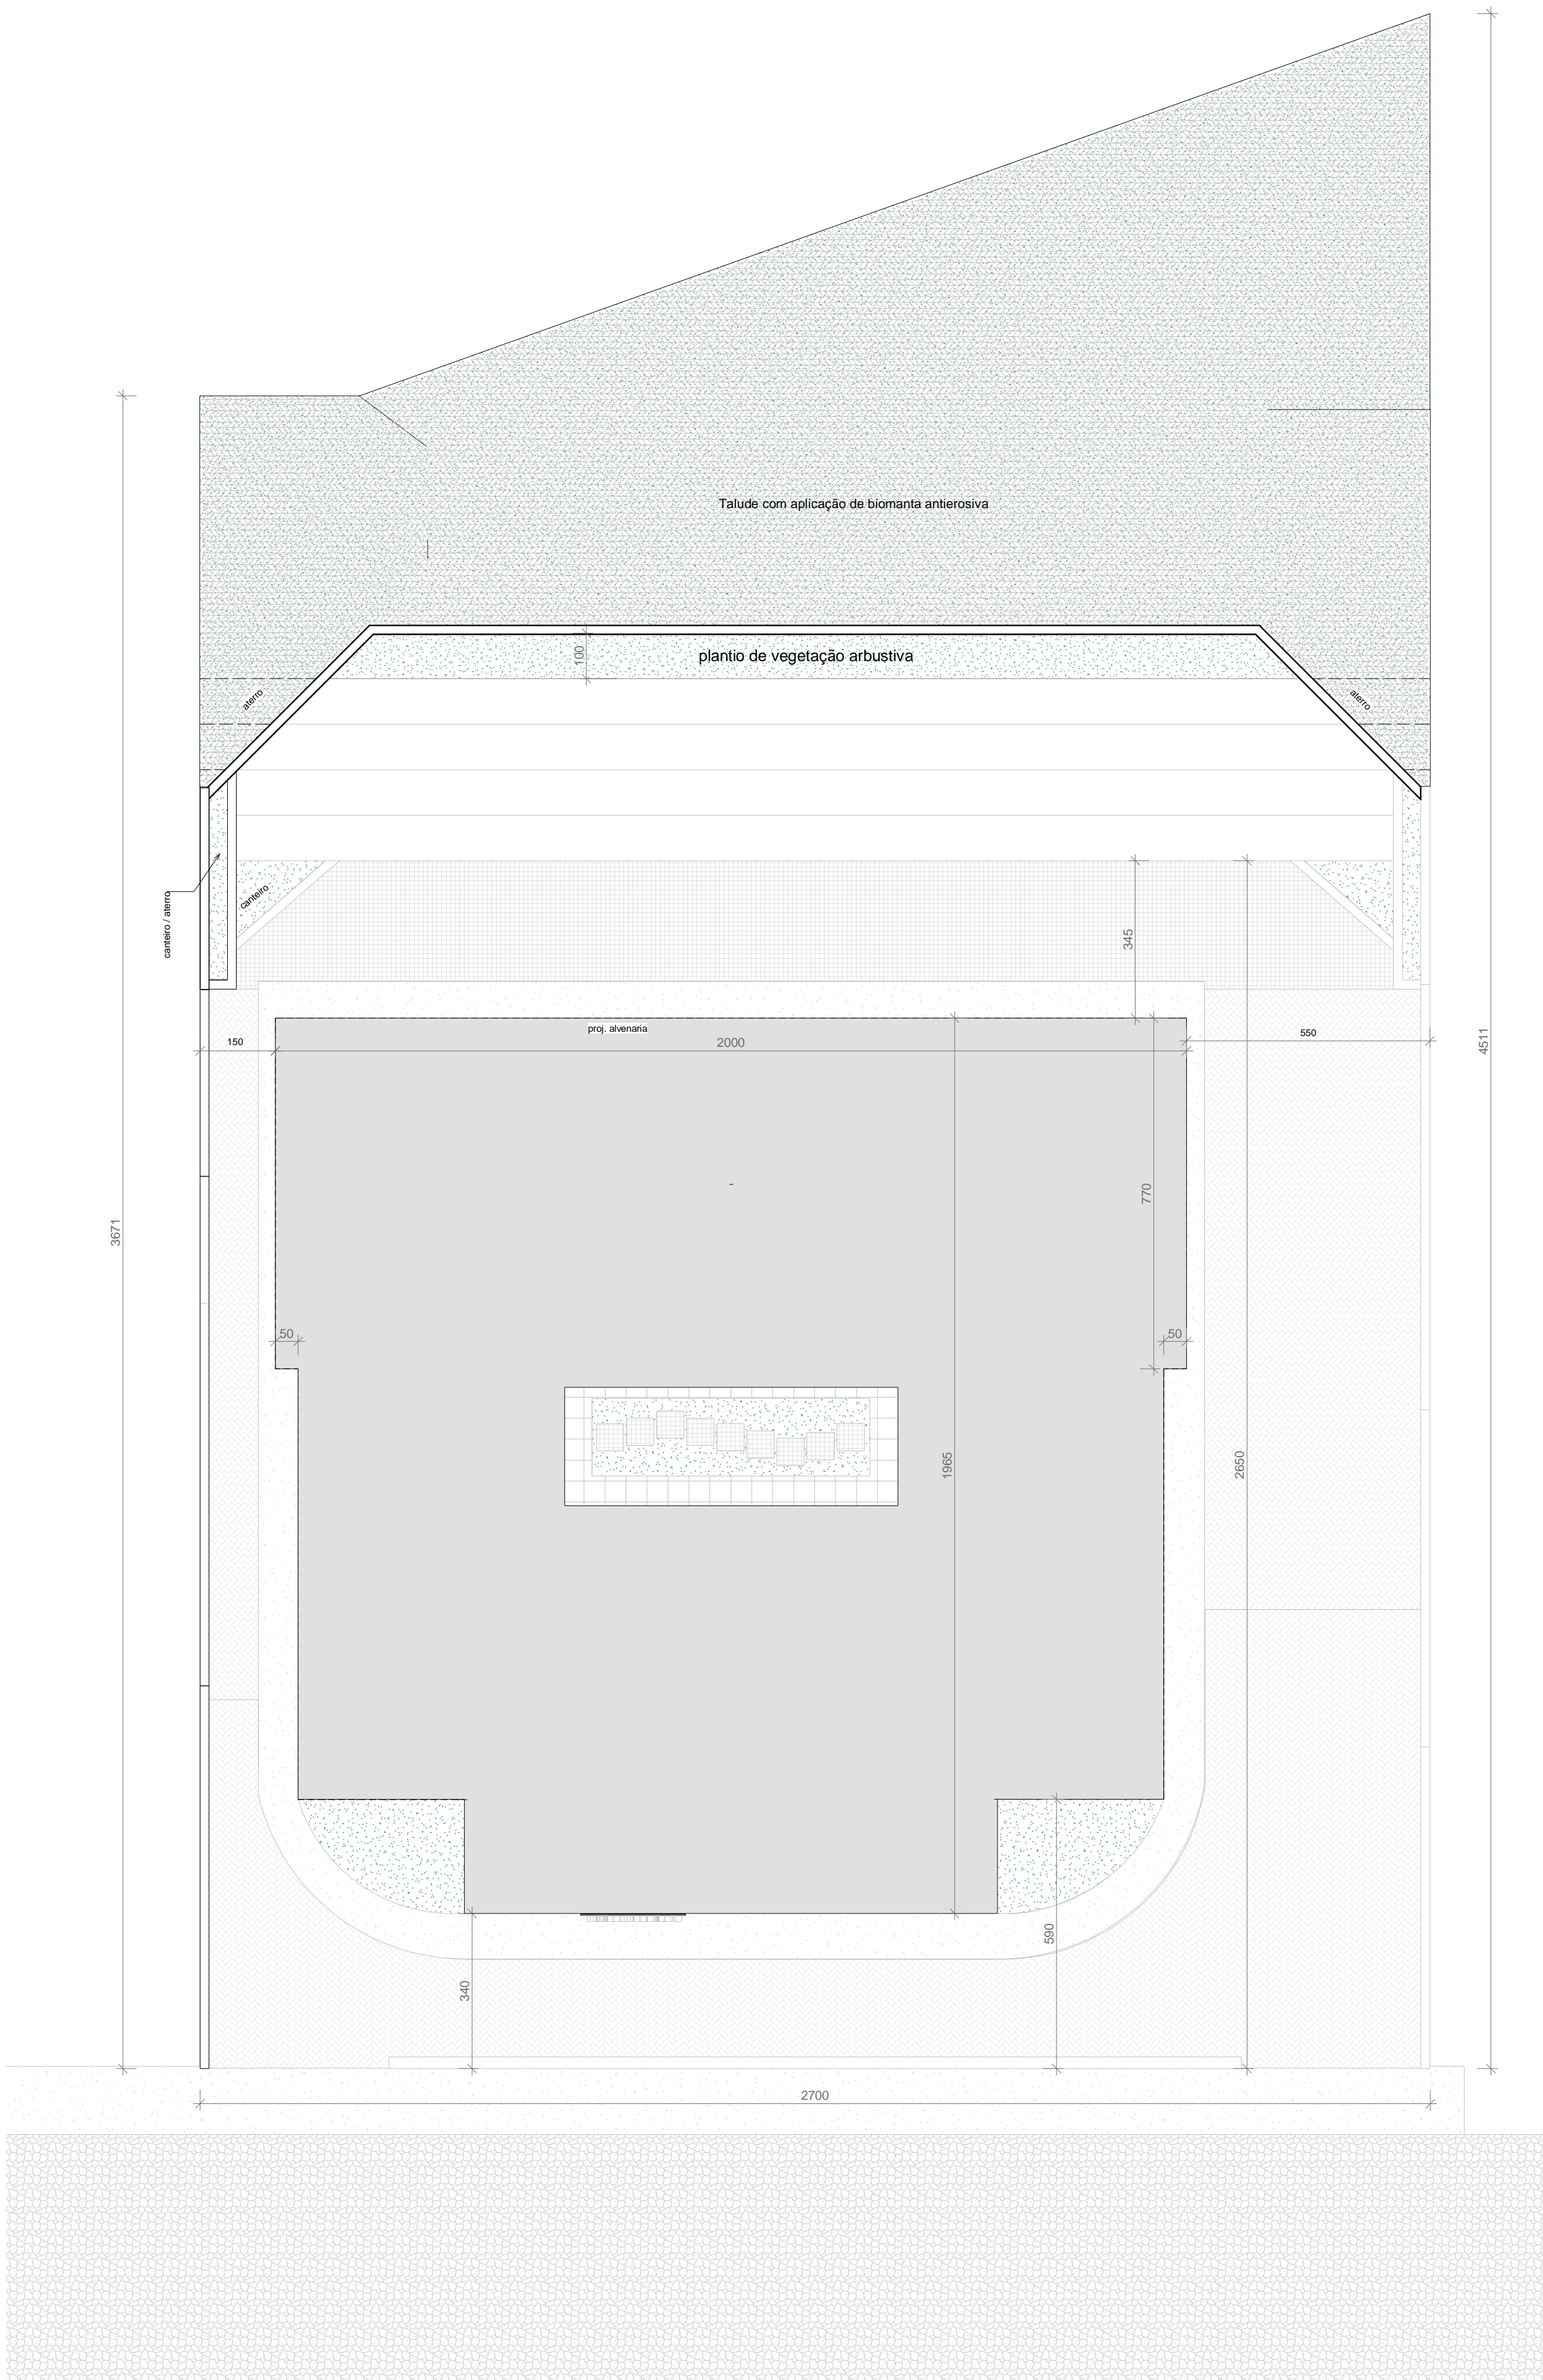 Talude com aplicação de biomanta antierosiva
100
plantio de vegetação arbustiva
aterro
aterro
canteiro
canteiro / aterro
345
proj. alvenaria
150
2000
550
4511
3671
770
50
50
1965
2650
590
340
2700